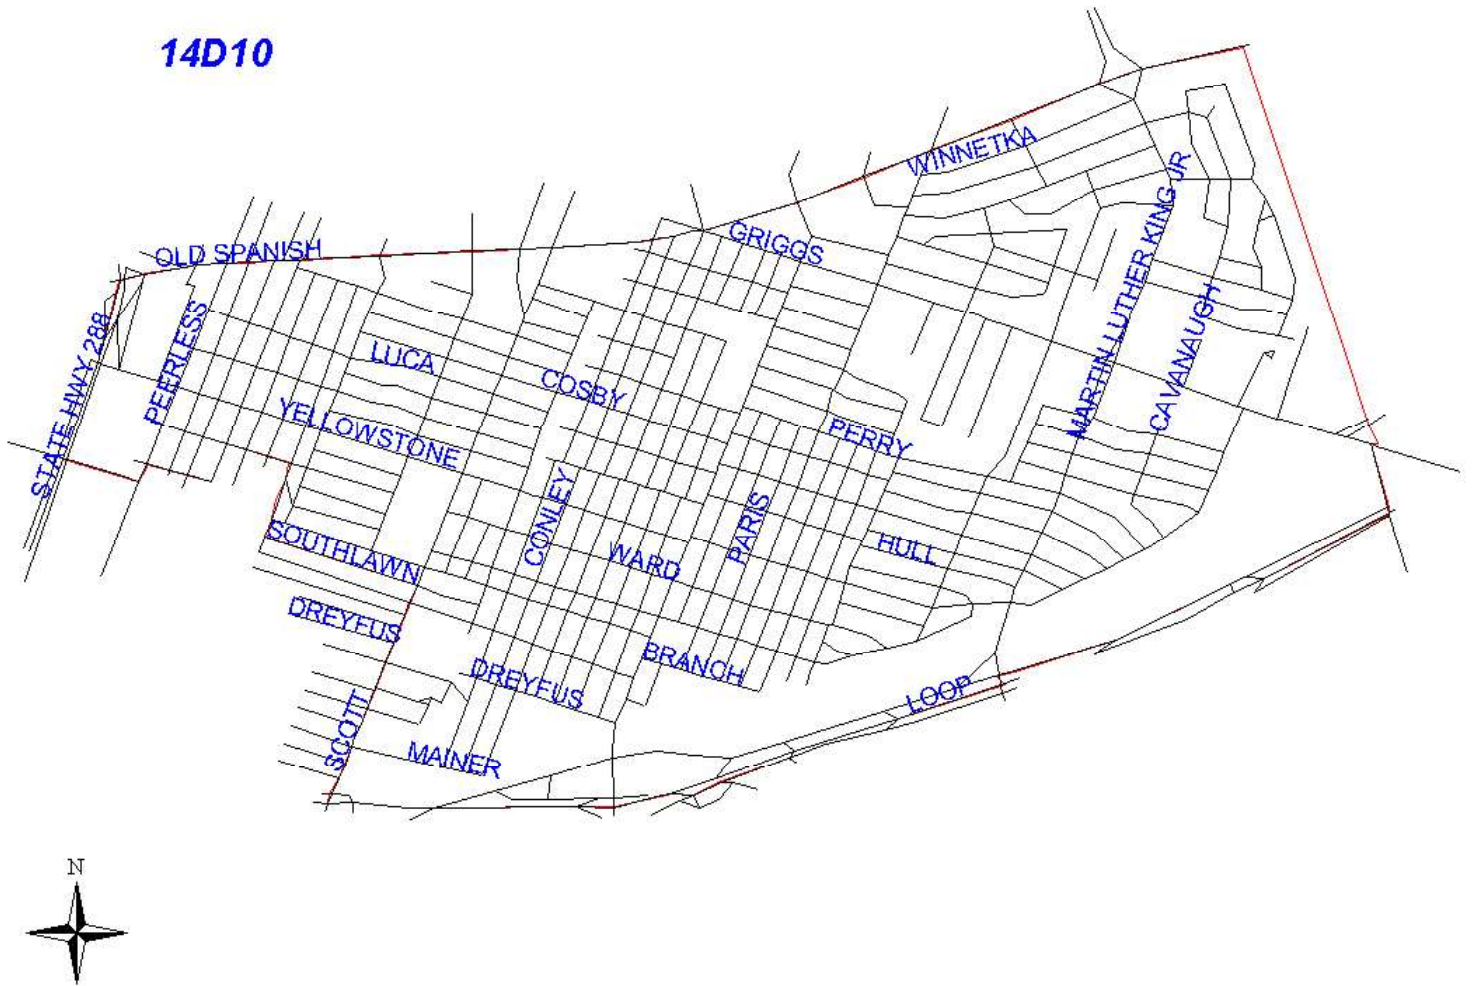 14D10
WINNETKA
GRIGGS
OLD SPANISH
STATE HWY 288
PEERLESS
LUCA
COSBY
MARTIN LUTHER KING JR
CAVANAUGH
YELLOWSTONE
PERRY
CONLEY
PARIS
SOUTHLAWN
WARD
HULL
DREYFUS
BRANCH
DREYFUS
LOOP
SCOTT
MAINER
N